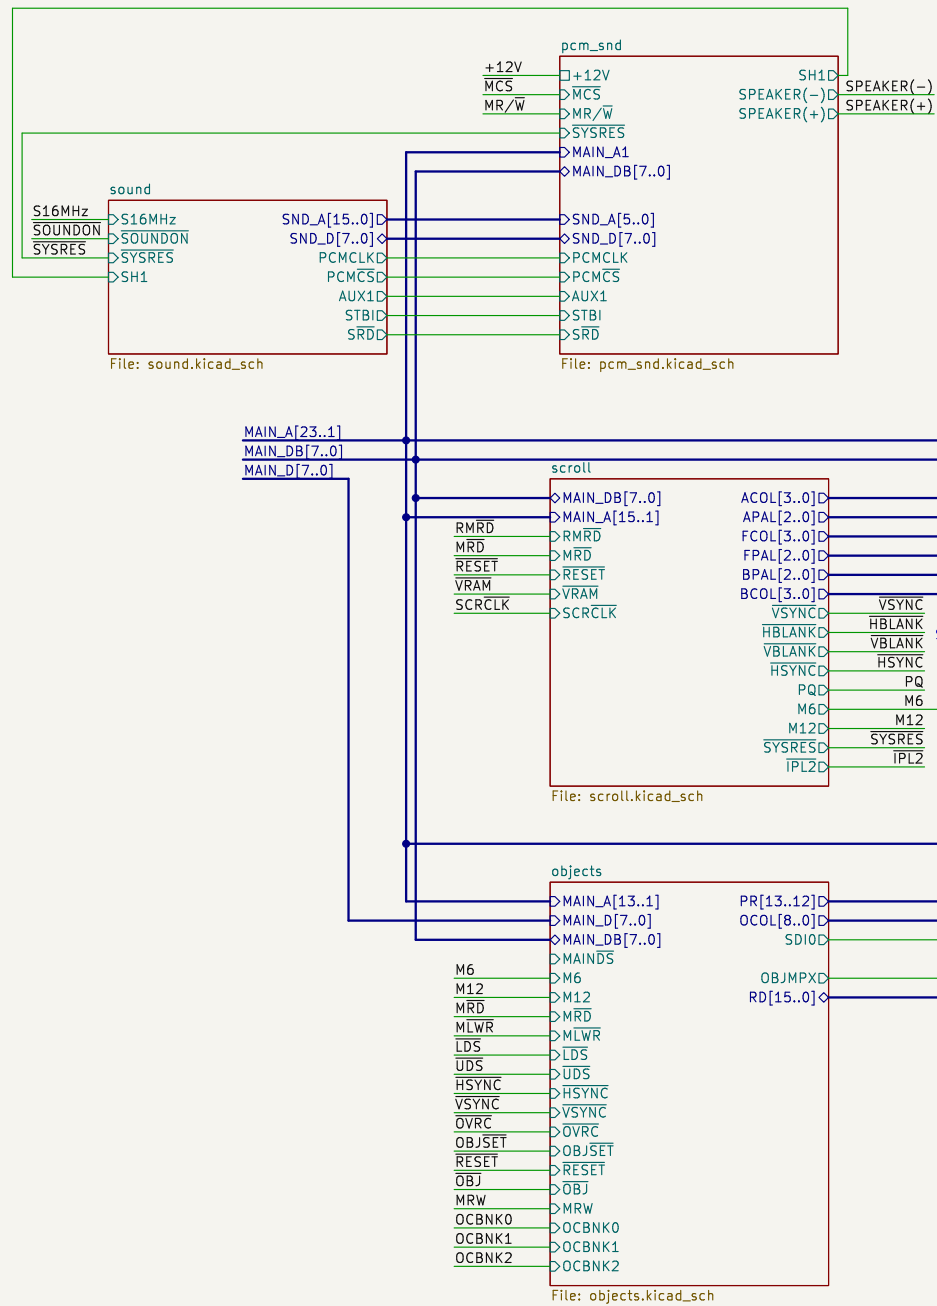 pcm_snd
+12V +12V SH1
MCS MCS SPEAKER(-) SPEAKER(-)
MR/W MR/W SPEAKER(+) SPEAKER(+)
SYSRES
MAIN_A1
MAIN_DB[7..0]
sound
S16MHz S16MHz SND_A[15..0] SND_A[5..0]
SOUNDON SOUNDON SND_D[7..0] SND_D[7..0]
SYSRES SYSRES PCMCLK PCMCLK
SH1 PCMCS PCMCS
AUX1 AUX1
STBI STBI
SRD SRD
File: sound.kicad_sch File: pcm_snd.kicad_sch
MAIN_A[23..1]
MAIN_DB[7..0]
MAIN_D[7..0]
scroll
MAIN_DB[7..0] ACOL[3..0]
MAIN_A[15..1] APAL[2..0]
RMRD RMRD FCOL[3..0]
MRD MRD FPAL[2..0]
RESET RESET BPAL[2..0]
VRAM VRAM BCOL[3..0]
SCRCLK SCRCLK VSYNC VSYNC
HBLANK HBLANK
VBLANK VBLANK
HSYNC HSYNC
PQ PQ
M6 M6
M12 M12
SYSRES SYSRES
IPL2 IPL2
File: scroll.kicad_sch
objects
MAIN_A[13..1] PR[13..12]
MAIN_D[7..0] OCOL[8..0]
MAIN_DB[7..0] SDI0
MAINDS
M6 M6 OBJMPX
M12 M12 RD[15..0]
MRD MRD
MLWR MLWR
LDS LDS
UDS UDS
HSYNC HSYNC
VSYNC VSYNC
OVRC OVRC
OBJSET OBJSET
RESET RESET
OBJ OBJ
MRW MRW
OCBNK0 OCBNK0
OCBNK1 OCBNK1
OCBNK2 OCBNK2
File: objects.kicad_sch